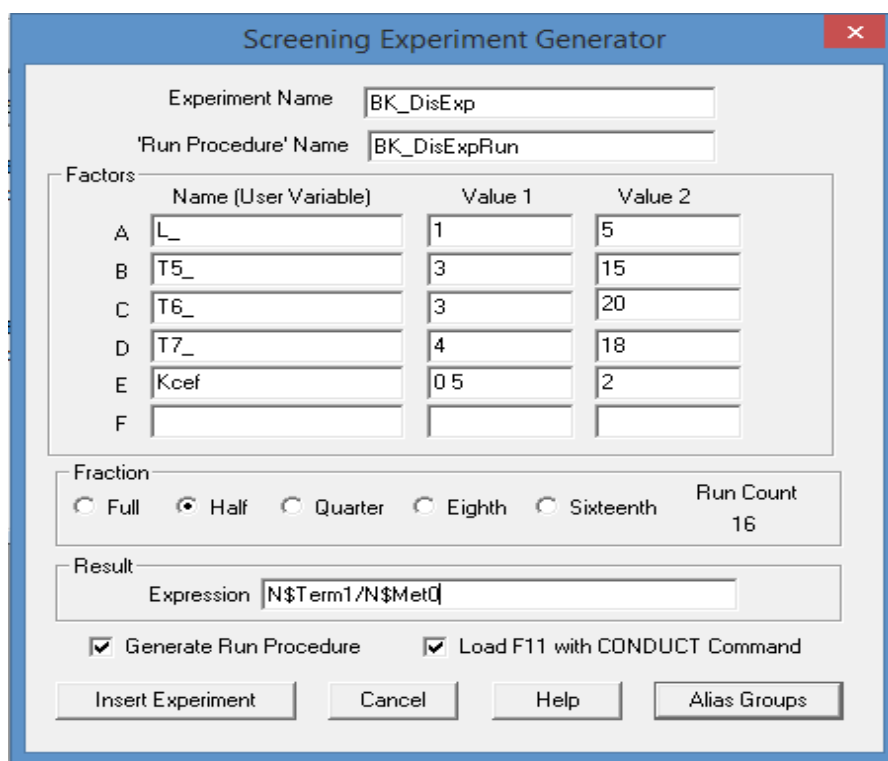 Screening Experiment Generator
Experiment Name BK_DisExp
'Run Procedure' Name BK_DisExpRun
Factors
Name (User Variable) Value 1 Value 2
A L_ 1 5
B T5_ 3 15
C T6_ 3 20
D T7_ 4 18
E Kcef 0 5 2
F
Fraction
Full Half Quarter Eighth Sixteenth Run Count
16
Result
Expression N$Term1/N$Met0
Generate Run Procedure Load F11 with CONDUCT Command
Insert Experiment Cancel Help Alias Groups